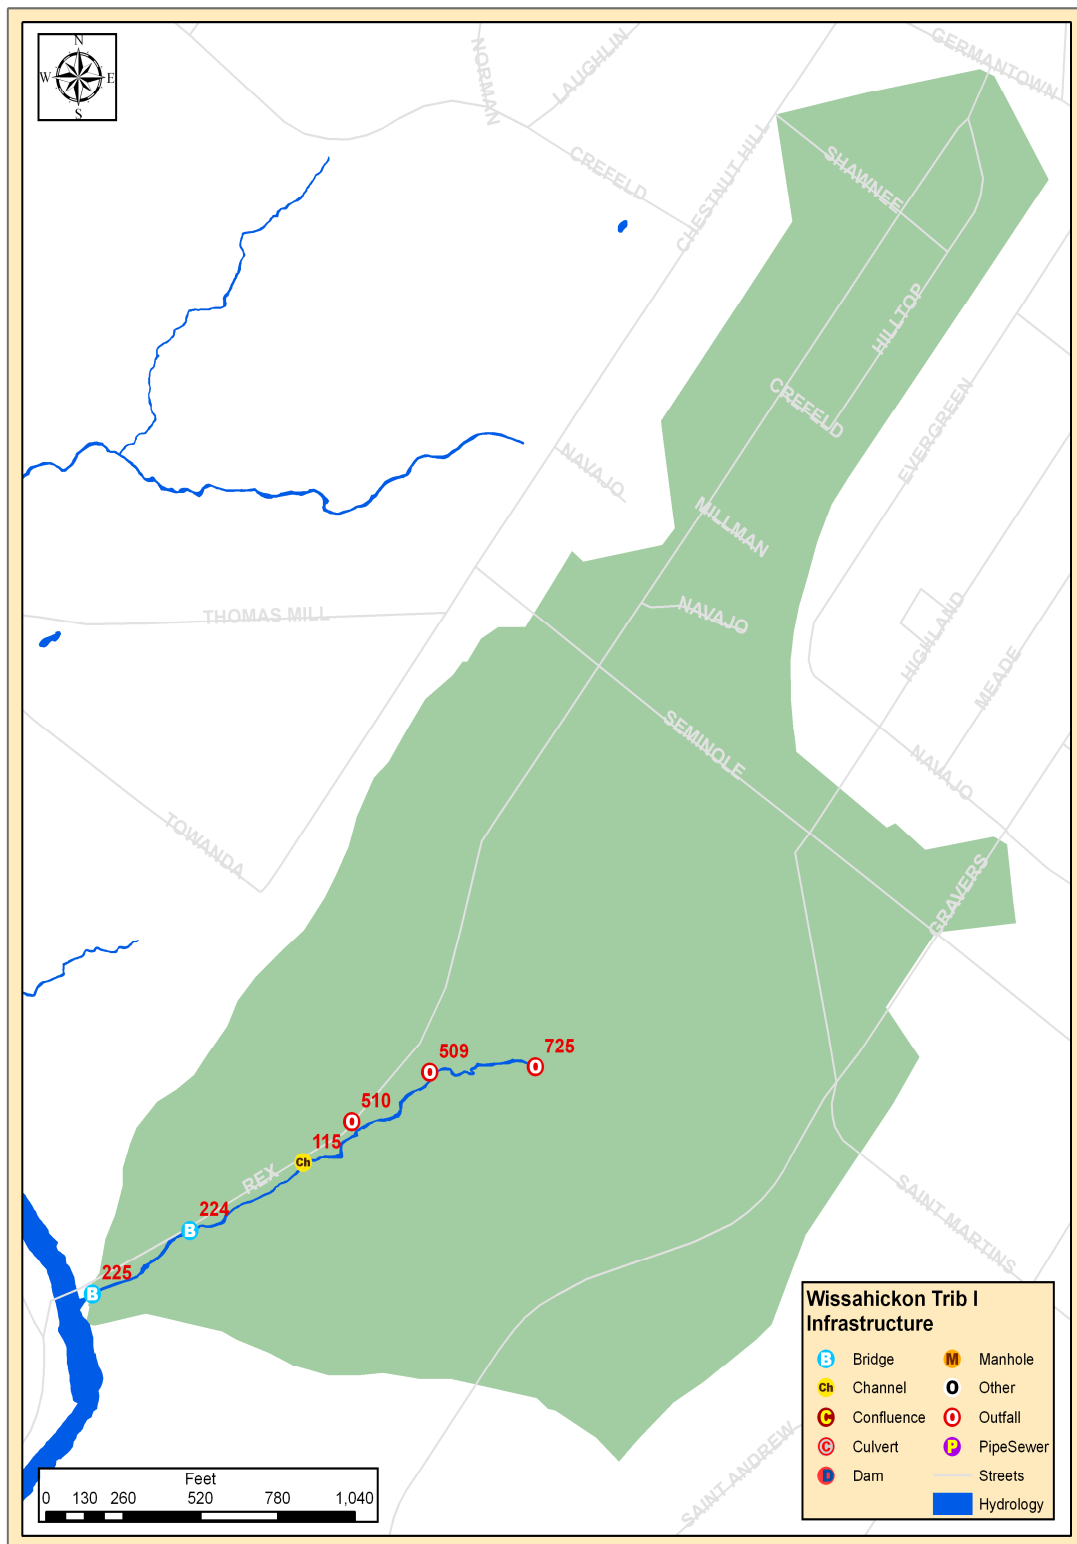 N
W E
S
NORMAN
LAUGHLIN
GERMANTOWN
CREFELD
CHESTNUT HILL
SHAWNEE
HILLTOP
CREFELD
EVERGREEN
NAVAJO
MILLMAN
THOMAS MILL
NAVAJO
HIGHLAND
MEADE
SEMINOLE
NAVAJO
TOWANDA
GRAVERS
509
O
725
O
510
O
115
Ch
REX
224
B
225
B
SAINT MARTINS
SAINT ANDREW
Wissahickon Trib I
Infrastructure
B Bridge
M Manhole
Ch Channel
O Other
C Confluence
O Outfall
C Culvert
P PipeSewer
D Dam
Streets
Hydrology
Feet
0 130 260 520 780 1,040